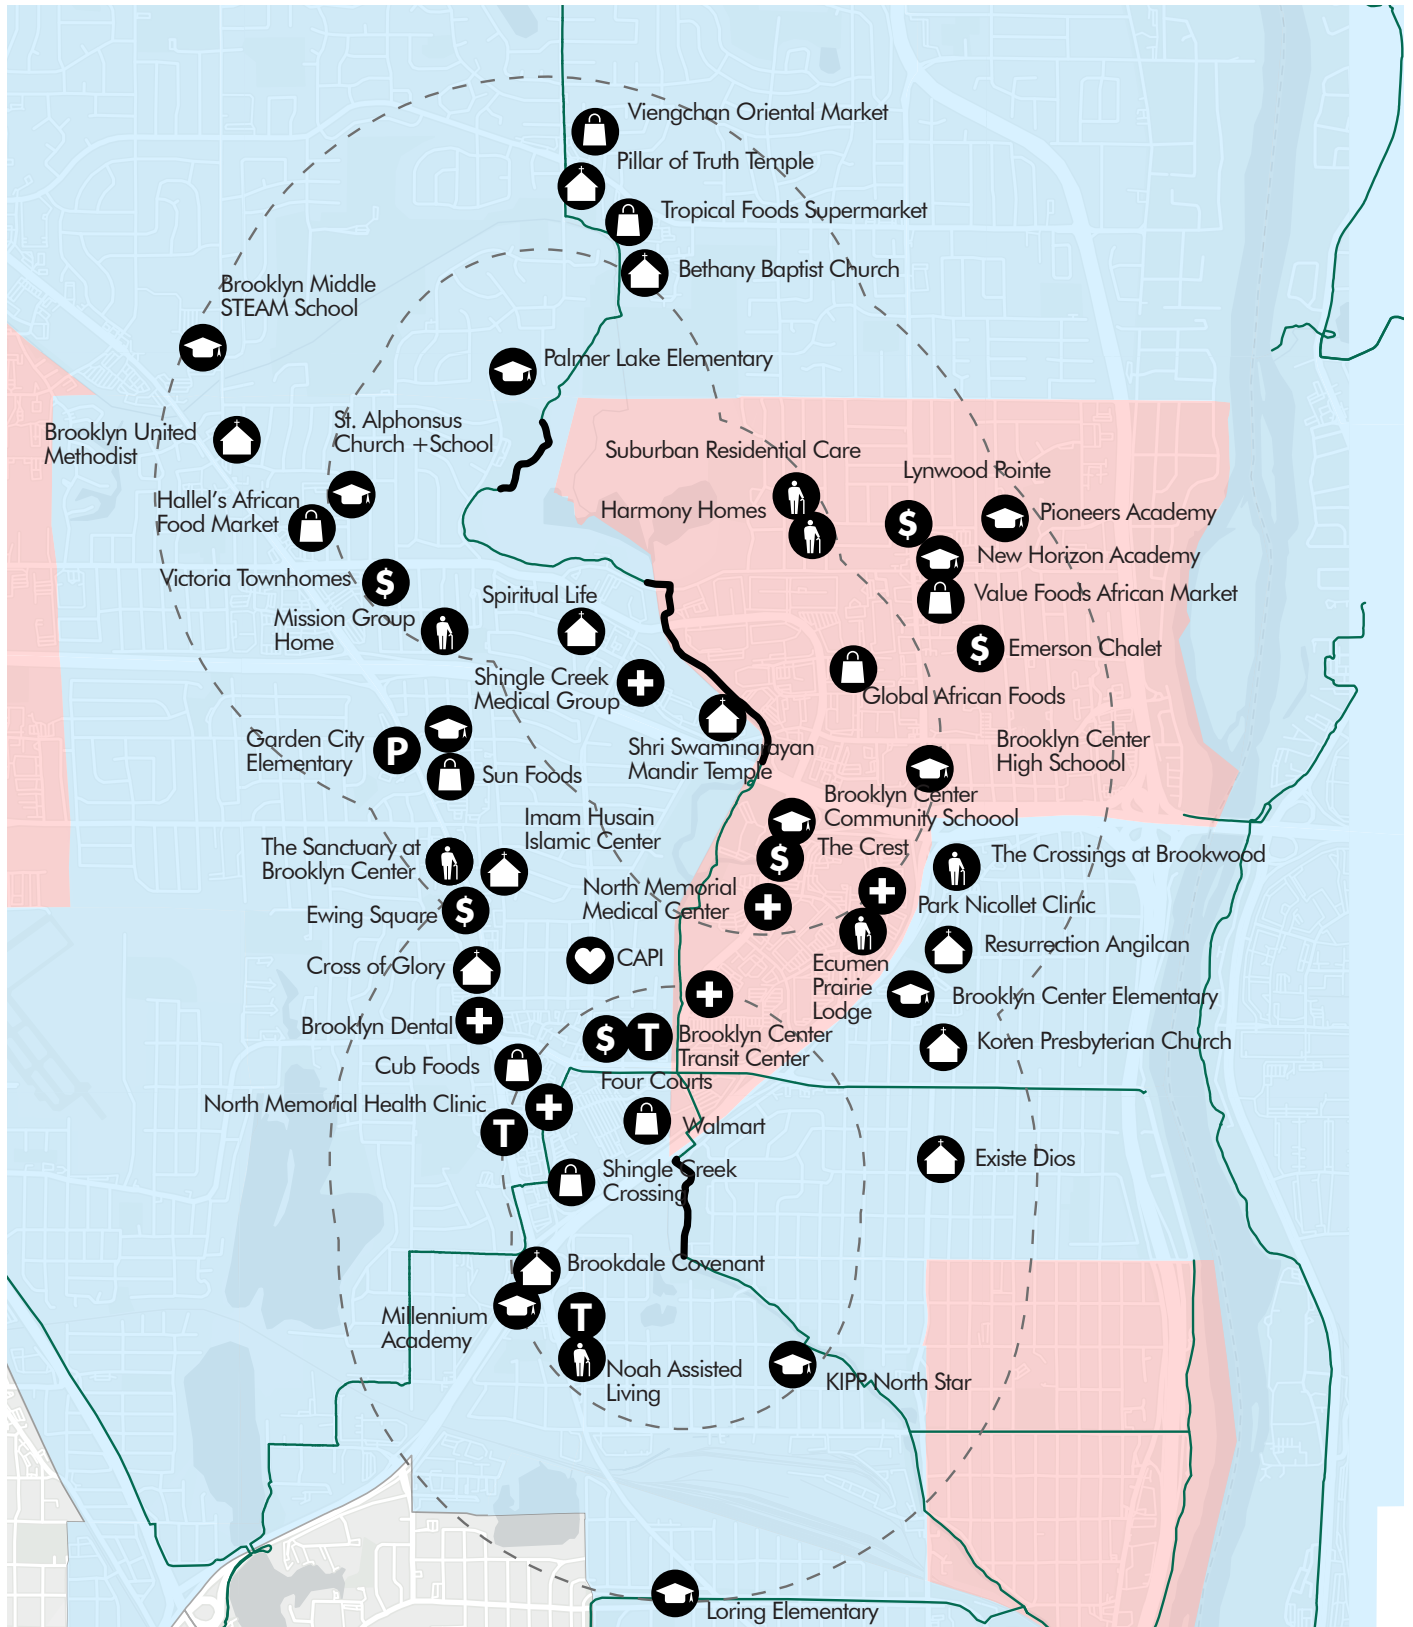 Viengchan Oriental Market
Pillar of Truth Temple
Tropical Foods Supermarket
Bethany Baptist Church
Brooklyn Middle
STEAM School
Palmer Lake Elementary
St. Alphonsus
Church +School
Brooklyn United
Methodist
Suburban Residential Care
Lynwood Pointe
Hallel's African
Food Market
Harmony Homes
Pioneers Academy
$
New Horizon Academy
Victoria Townhomes
$
Value Foods African Market
Spiritual Life
Mission Group
Home
Emerson Chalet
$
Shingle Creek
Medical Group
Global African Foods
Garden City
Elementary
P
Shri Swaminarayan
Mandir Temple
Brooklyn Center
High Schoool
Sun Foods
Brooklyn Center
Community Schoool
Imam Husain
Islamic Center
The Sanctuary at
Brooklyn Center
The Crest
$
The Crossings at Brookwood
North Memorial
Medical Center
Park Nicollet Clinic
Ewing Square
$
Resurrection Angilcan
Cross of Glory
CAPI
Ecumen
Prairie
Lodge
Brooklyn Center Elementary
Brooklyn Dental
$
T
Brooklyn Center
Transit Center
Koren Presbyterian Church
Cub Foods
Four Courts
North Memorial Health Clinic
T
Walmart
Existe Dios
Shingle Creek
Crossing
Brookdale Covenant
Millennium
Academy
T
Noah Assisted
Living
KIPP North Star
Loring Elementary